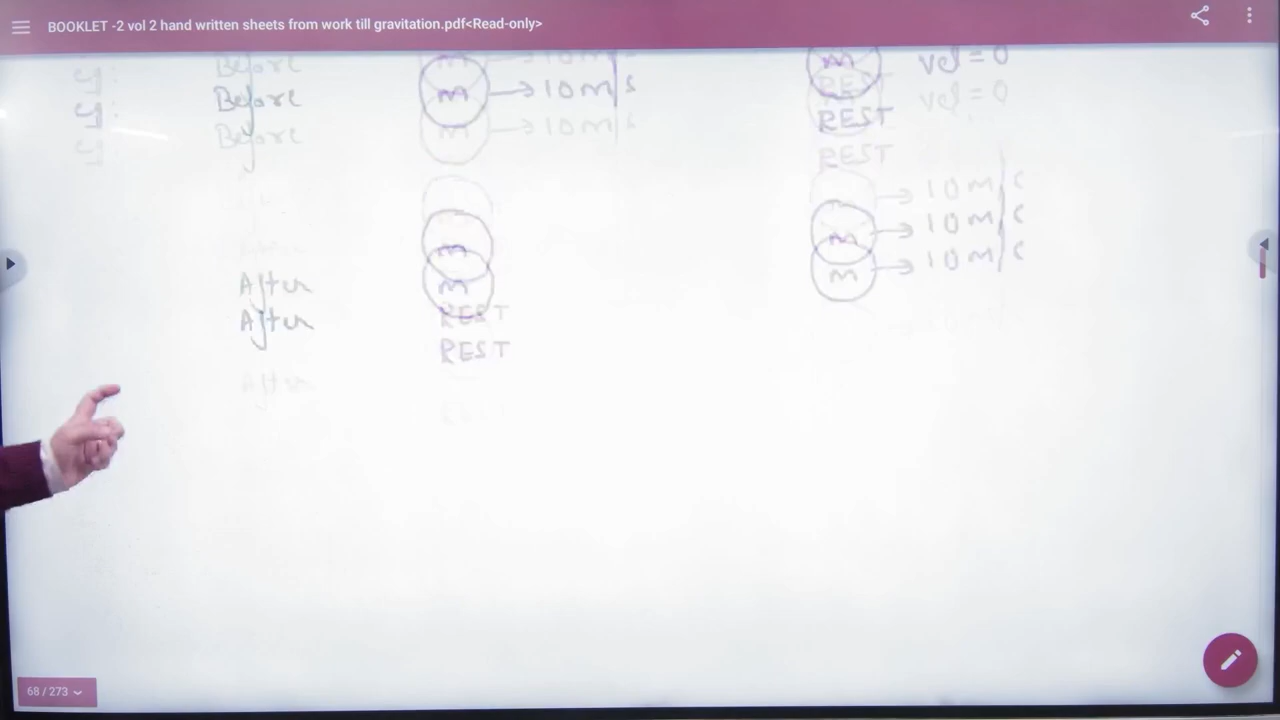 BOOKLET -2 vol 2 hand written sheets from work till gravitation.pdf<Read-only>
Before m → 10 m/s m vel = 0
REST
After m → 10 m/s
m
REST
68 / 273